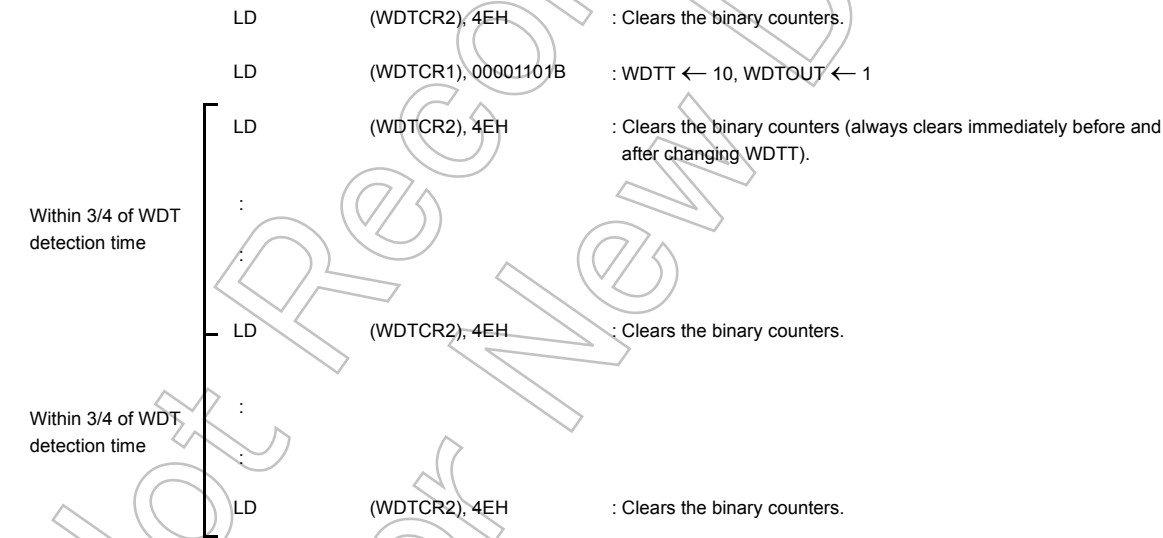 LD (WDTCR2), 4EH : Clears the binary counters.
LD (WDTCR1), 00001101B : WDTT ← 10, WDTOUT ← 1
LD (WDTCR2), 4EH : Clears the binary counters (always clears immediately before and
after changing WDTT).
Within 3/4 of WDT
detection time
:
:
LD (WDTCR2), 4EH : Clears the binary counters.
Within 3/4 of WDT
detection time
:
:
LD (WDTCR2), 4EH : Clears the binary counters.